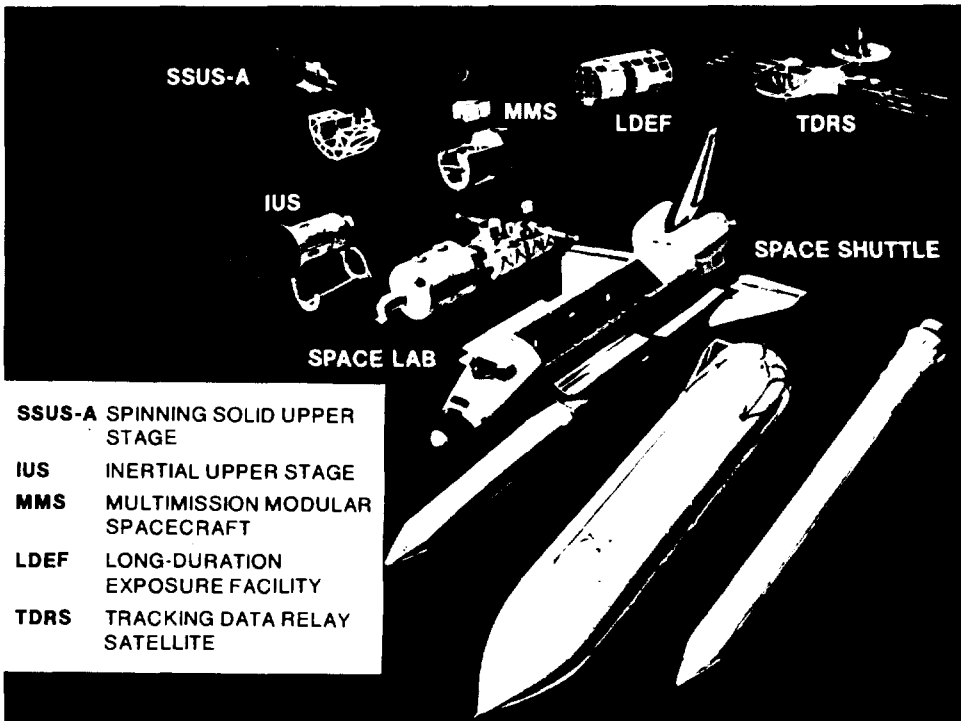 SSUS-A
MMS
LDEF
TDRS
IUS
SPACE SHUTTLE
SPACE LAB
SSUS-A SPINNING SOLID UPPER
STAGE
IUS INERTIAL UPPER STAGE
MMS MULTIMISSION MODULAR
SPACECRAFT
LDEF LONG-DURATION
EXPOSURE FACILITY
TDRS TRACKING DATA RELAY
SATELLITE